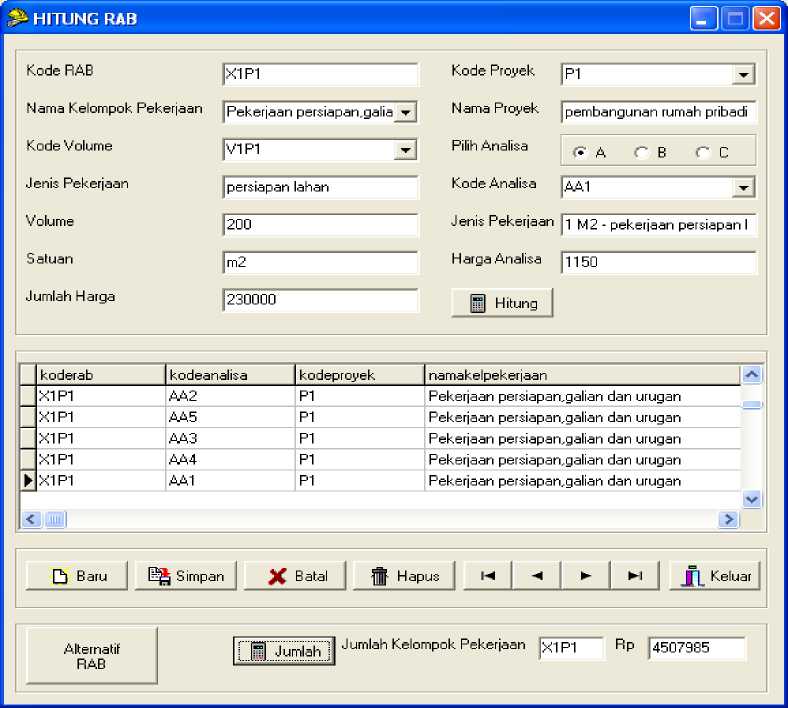 HITUNG RAB
Kode RAB X1P1 Kode Proyek P1
Nama Kelompok Pekerjaan Pekerjaan persiapan,galia Nama Proyek pembangunan rumah pribadi
Kode Volume V1P1 Pilih Analisa A B C
Jenis Pekerjaan persiapan lahan Kode Analisa AA1
Volume 200 Jenis Pekerjaan 1 M2 - pekerjaan persiapan l
Satuan m2 Harga Analisa 1150
Jumlah Harga 230000 Hitung
koderab kodeanalisa kodeproyek namakelpekerjaan
X1P1 AA2 P1 Pekerjaan persiapan,galian dan urugan
X1P1 AA5 P1 Pekerjaan persiapan,galian dan urugan
X1P1 AA3 P1 Pekerjaan persiapan,galian dan urugan
X1P1 AA4 P1 Pekerjaan persiapan,galian dan urugan
X1P1 AA1 P1 Pekerjaan persiapan,galian dan urugan
Baru Simpan Batal Hapus Keluar
Alternatif
RAB
Jumlah Jumlah Kelompok Pekerjaan X1P1 Rp 4507985